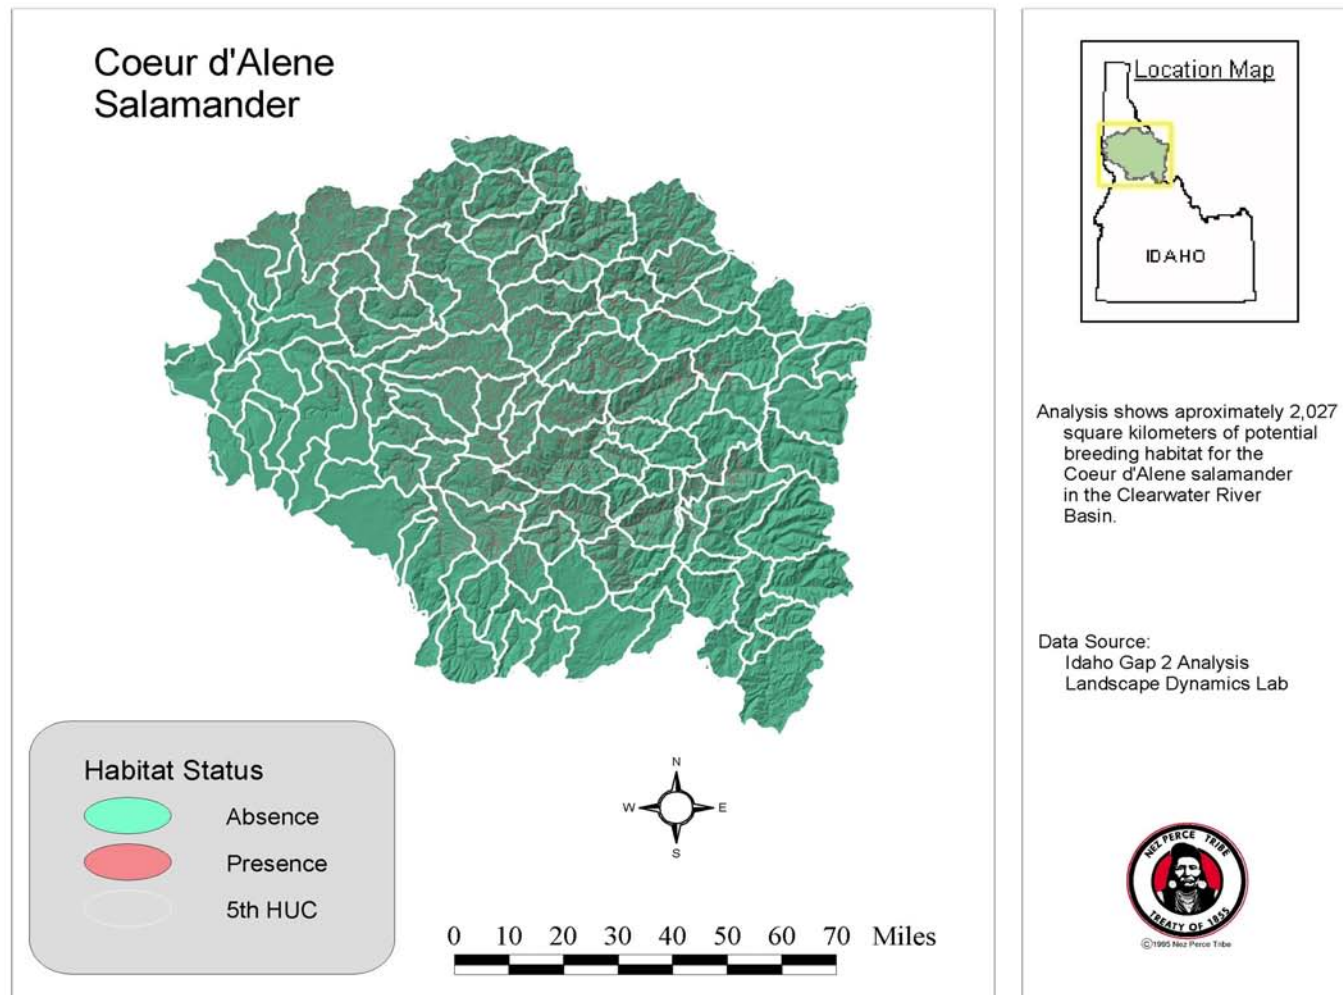 Coeur d'Alene
Salamander
Location Map
IDAHO
Analysis shows aproximately 2,027
square kilometers of potential
breeding habitat for the
Coeur d'Alene salamander
in the Clearwater River
Basin.
Data Source:
Idaho Gap 2 Analysis
Landscape Dynamics Lab
Habitat Status
Absence
Presence
5th HUC
N
W E
S
0 10 20 30 40 50 60 70 Miles
NEZ PERCE TRIBE
TREATY OF 1855
©1995 Nez Perce Tribe